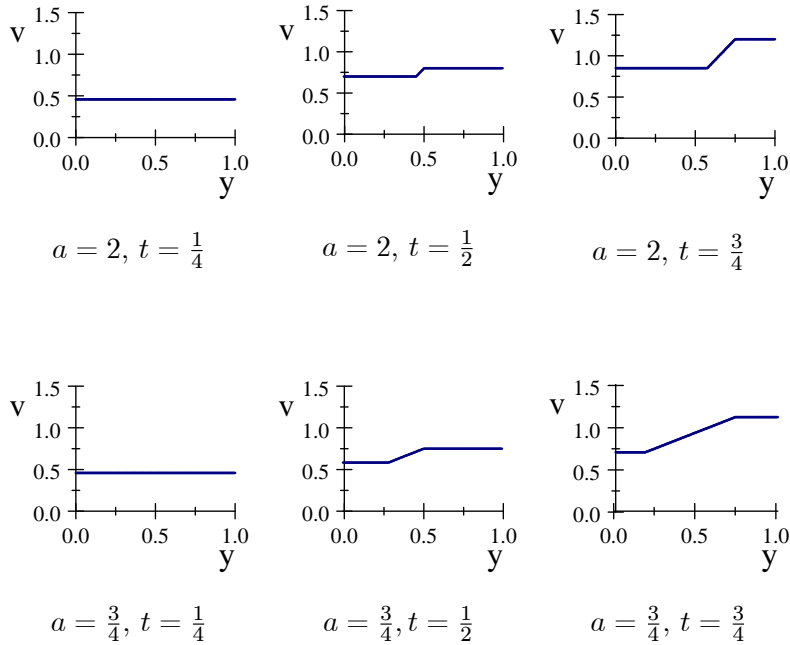 v 1.5 1.0 0.5 0.0
0.0 0.5 1.0
y
a = 2, t = 1/4
v 1.5 1.0 0.5 0.0
0.0 0.5 1.0
y
a = 2, t = 1/2
v 1.5 1.0 0.5 0.0
0.0 0.5 1.0
y
a = 2, t = 3/4
v 1.5 1.0 0.5 0.0
0.0 0.5 1.0
y
a = 3/4, t = 1/4
v 1.5 1.0 0.5 0.0
0.0 0.5 1.0
y
a = 3/4, t = 1/2
v 1.5 1.0 0.5 0.0
0.0 0.5 1.0
y
a = 3/4, t = 3/4